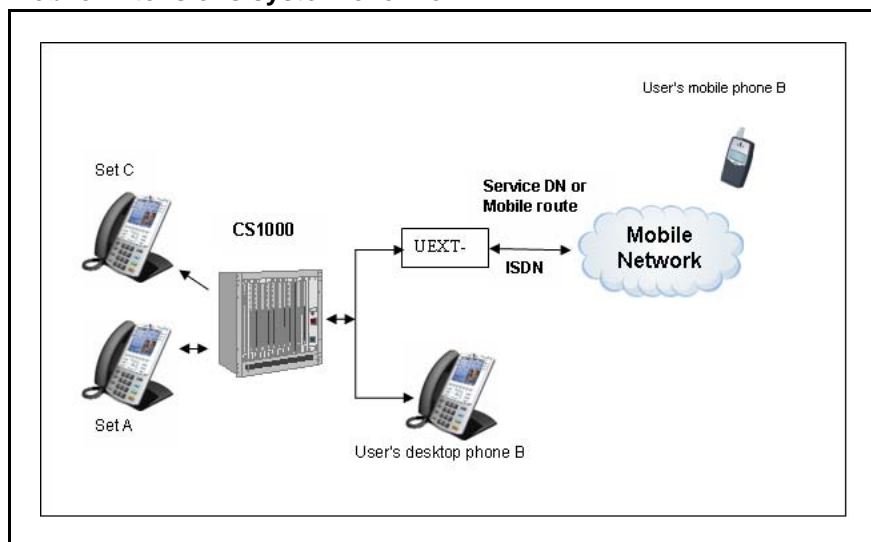 User's mobile phone B
Set C
Service DN or
Mobile route
CS1000
UEXT-
Mobile
Network
ISDN
Set A
User's desktop phone B